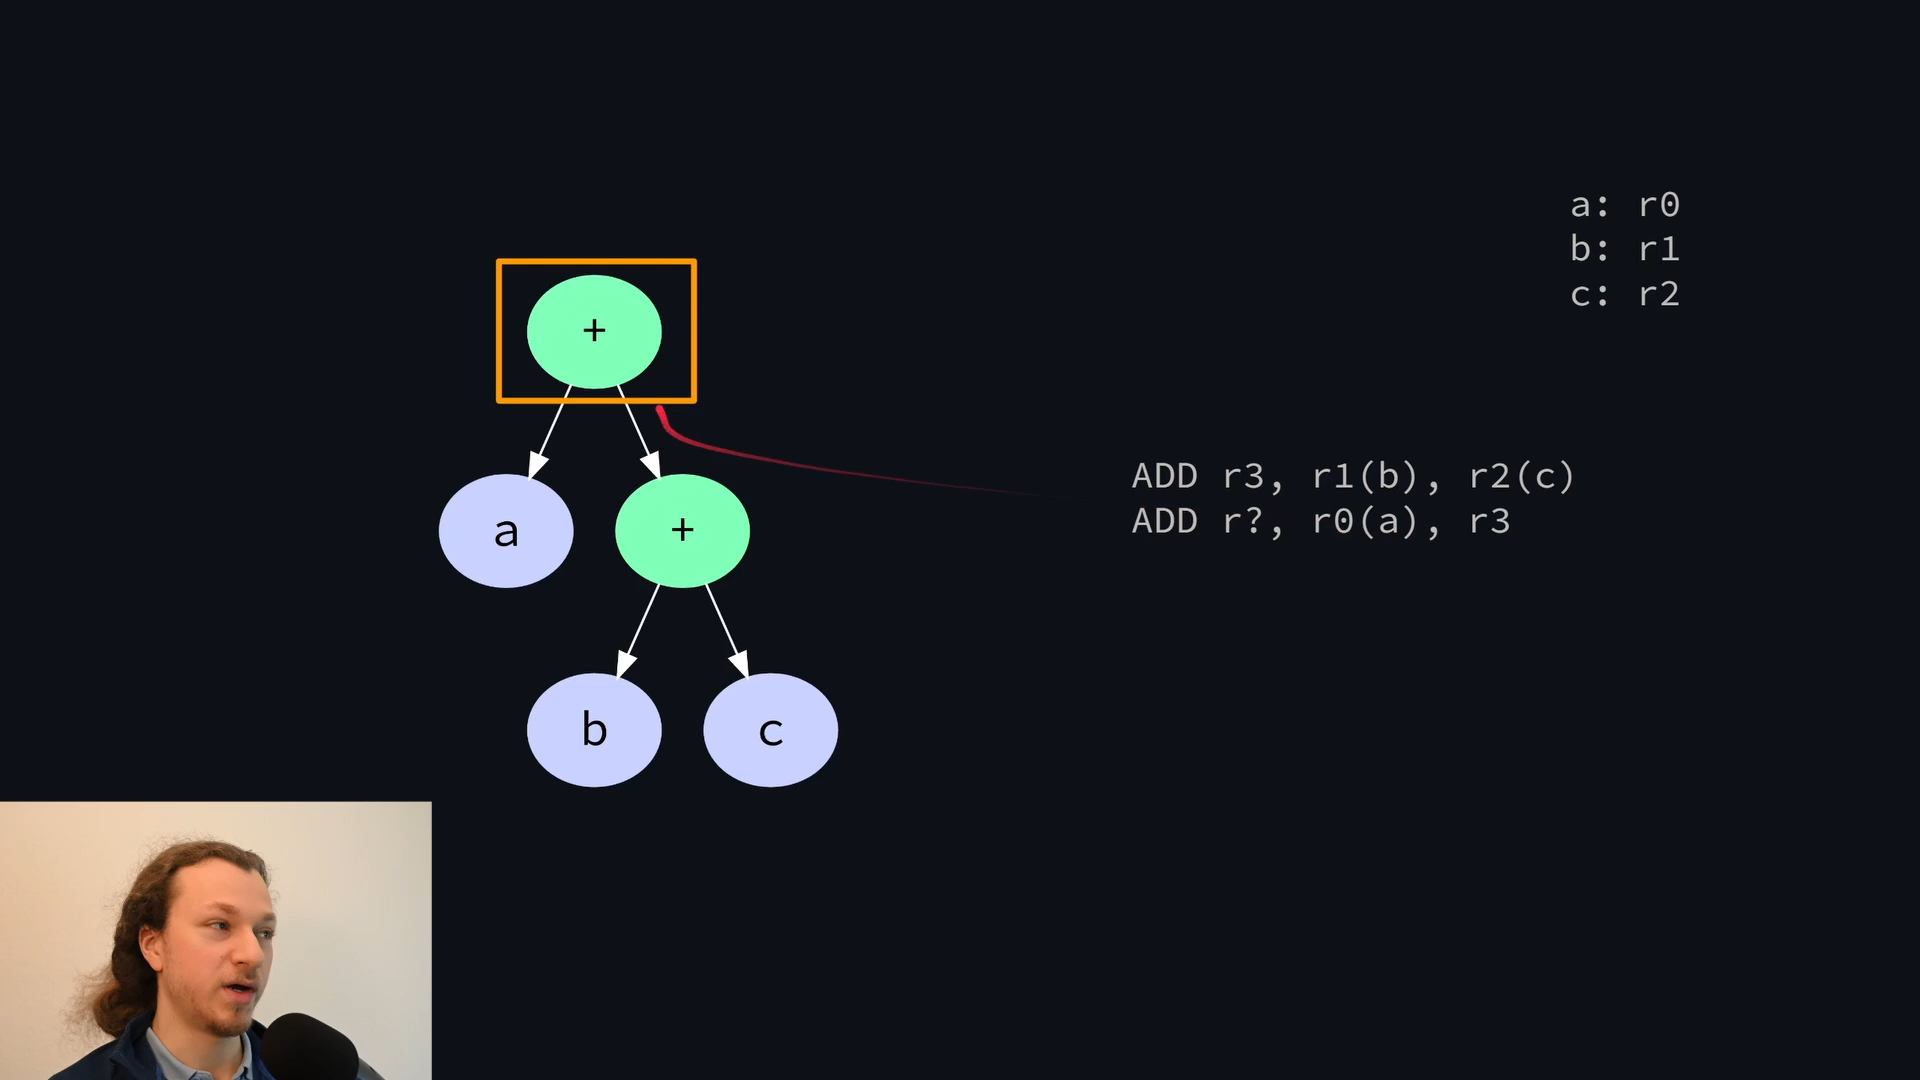 +
a
+
b
c
a: r0
b: r1
c: r2
ADD r3, r1(b), r2(c)
ADD r?, r0(a), r3